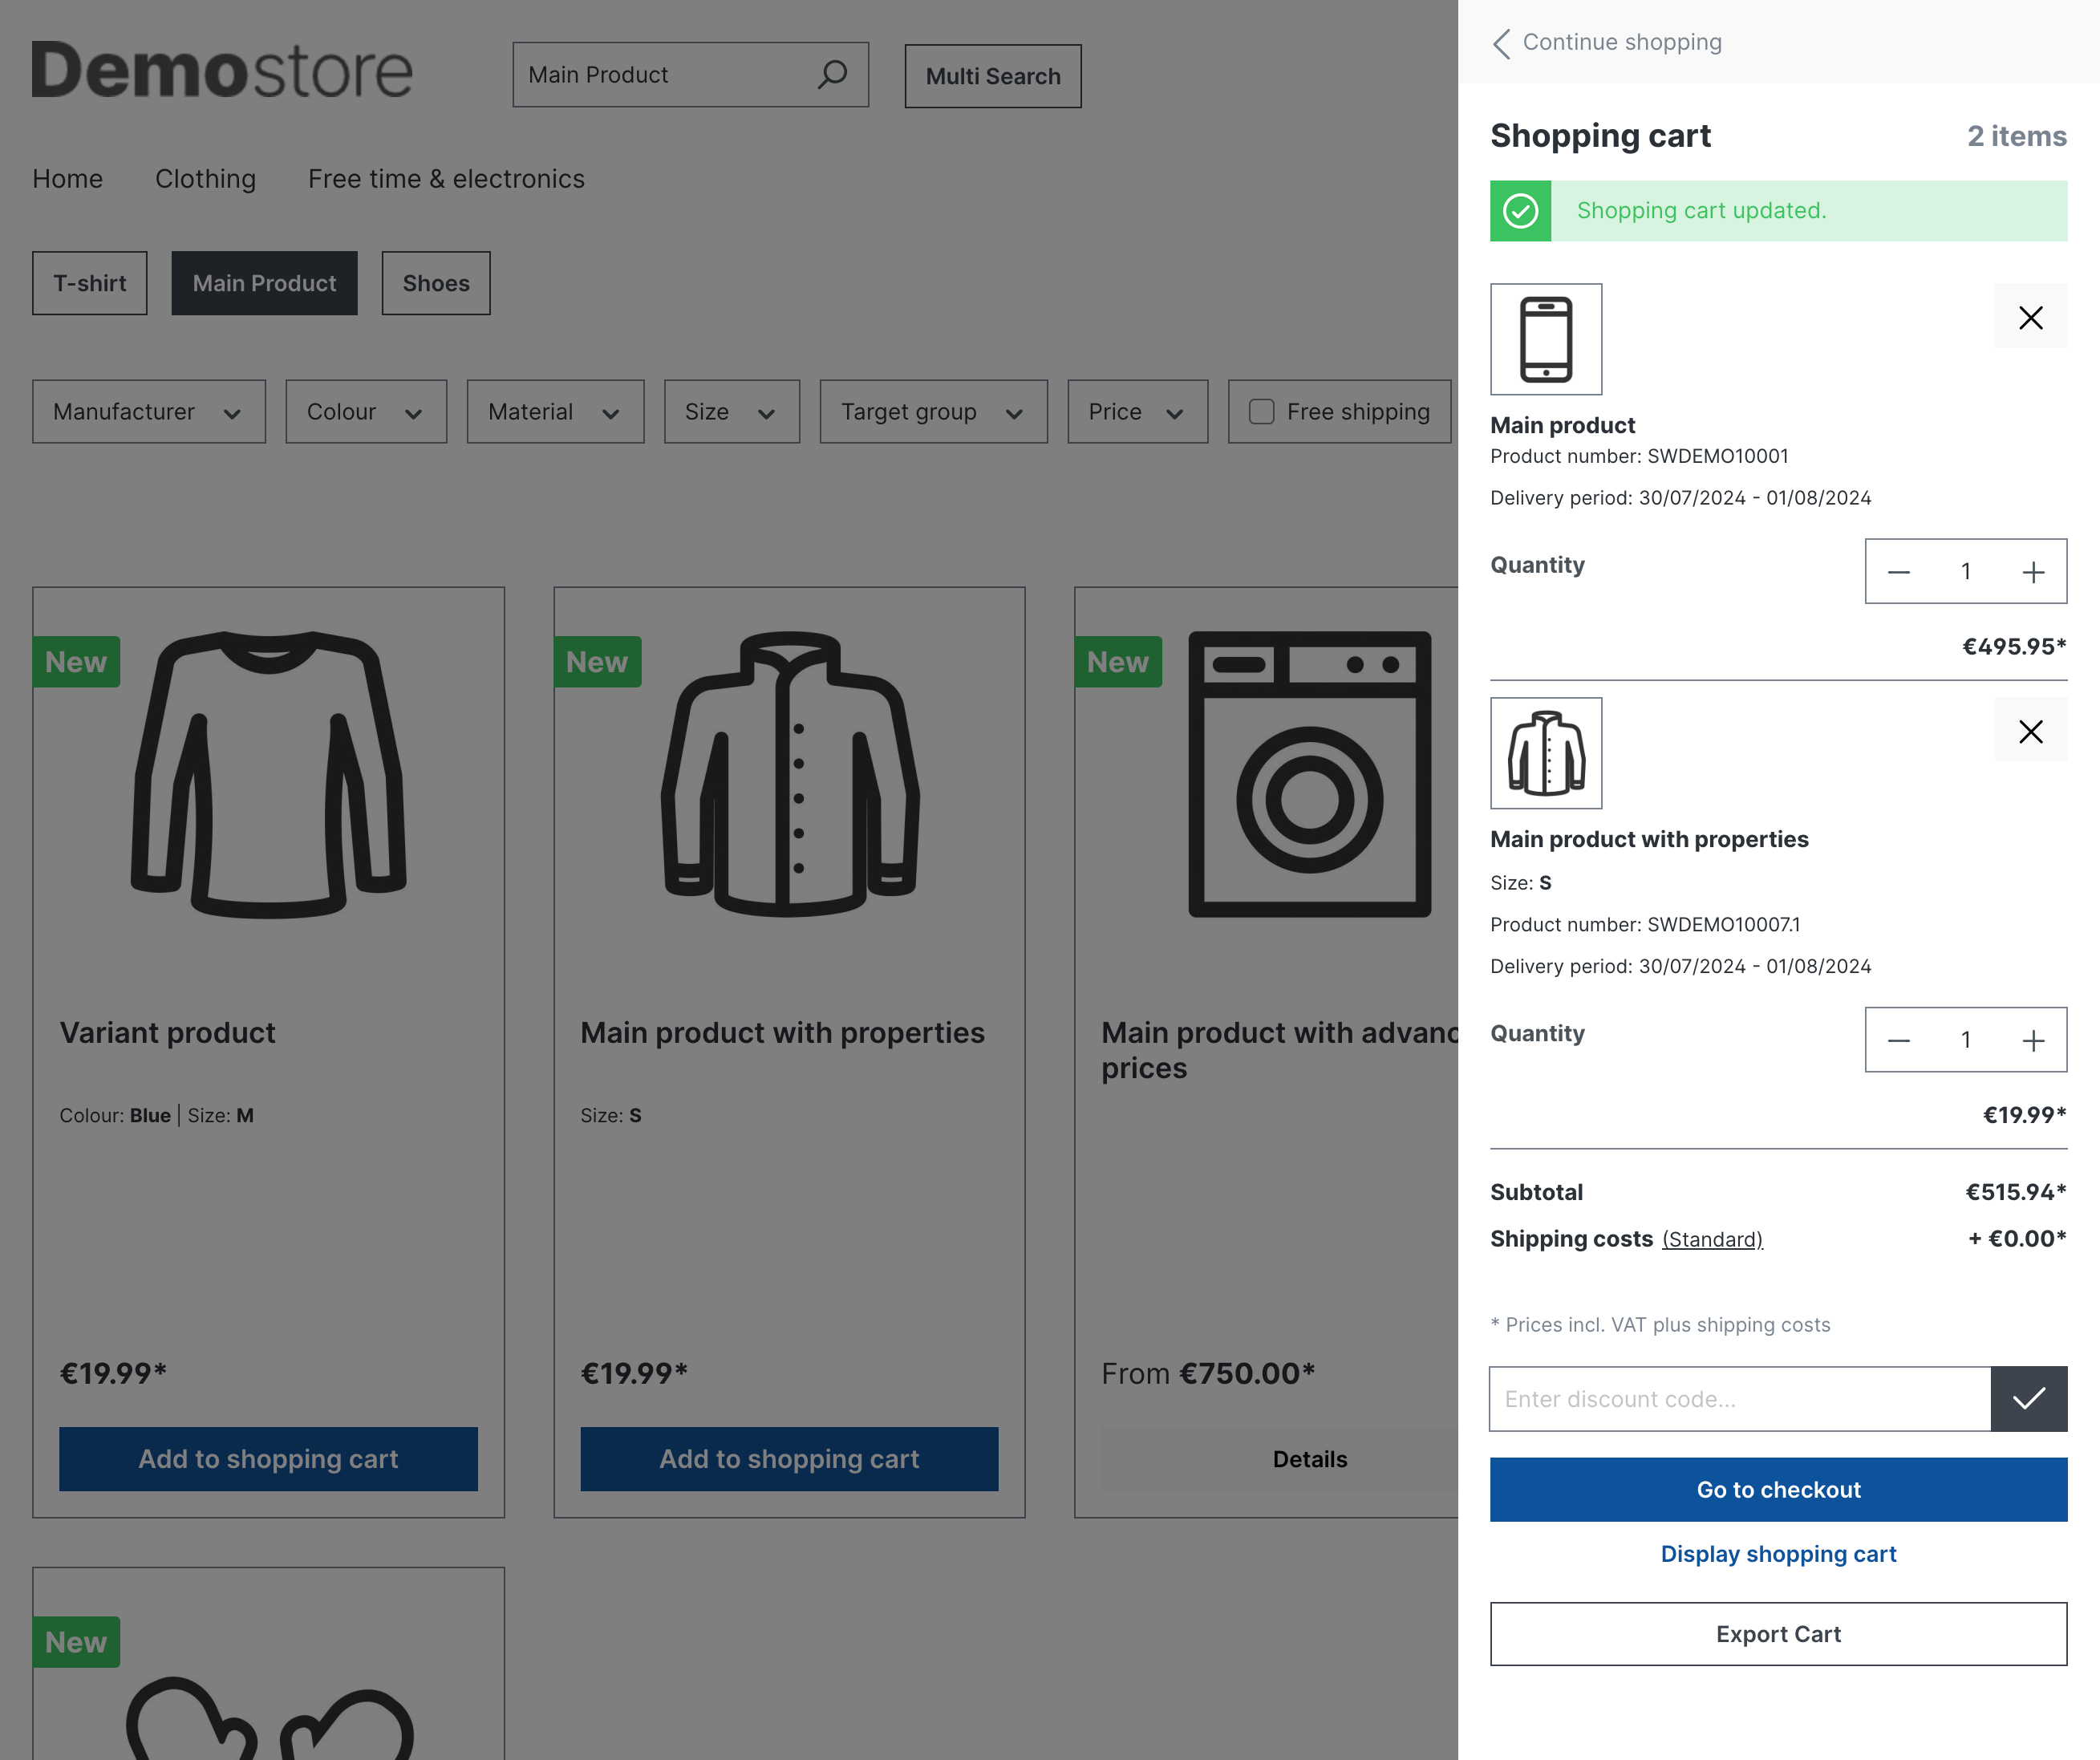 Demostore
Main Product
Multi Search
Home Clothing Free time & electronics
T-shirt Main Product Shoes
Manufacturer Colour Material Size Target group Price Free shipping
New
Variant product
Colour: Blue | Size: M
€19.99*
Add to shopping cart
New
Main product with properties
Size: S
€19.99*
Add to shopping cart
New
Main product with advanc
prices
From €750.00*
Details
New
Continue shopping
Shopping cart 2 items
Shopping cart updated.
Main product
Product number: SWDEMO10001
Delivery period: 30/07/2024 - 01/08/2024
Quantity 1
€495.95*
Main product with properties
Size: S
Product number: SWDEMO10007.1
Delivery period: 30/07/2024 - 01/08/2024
Quantity 1
€19.99*
Subtotal €515.94*
Shipping costs (Standard) + €0.00*
* Prices incl. VAT plus shipping costs
Enter discount code...
Go to checkout
Display shopping cart
Export Cart